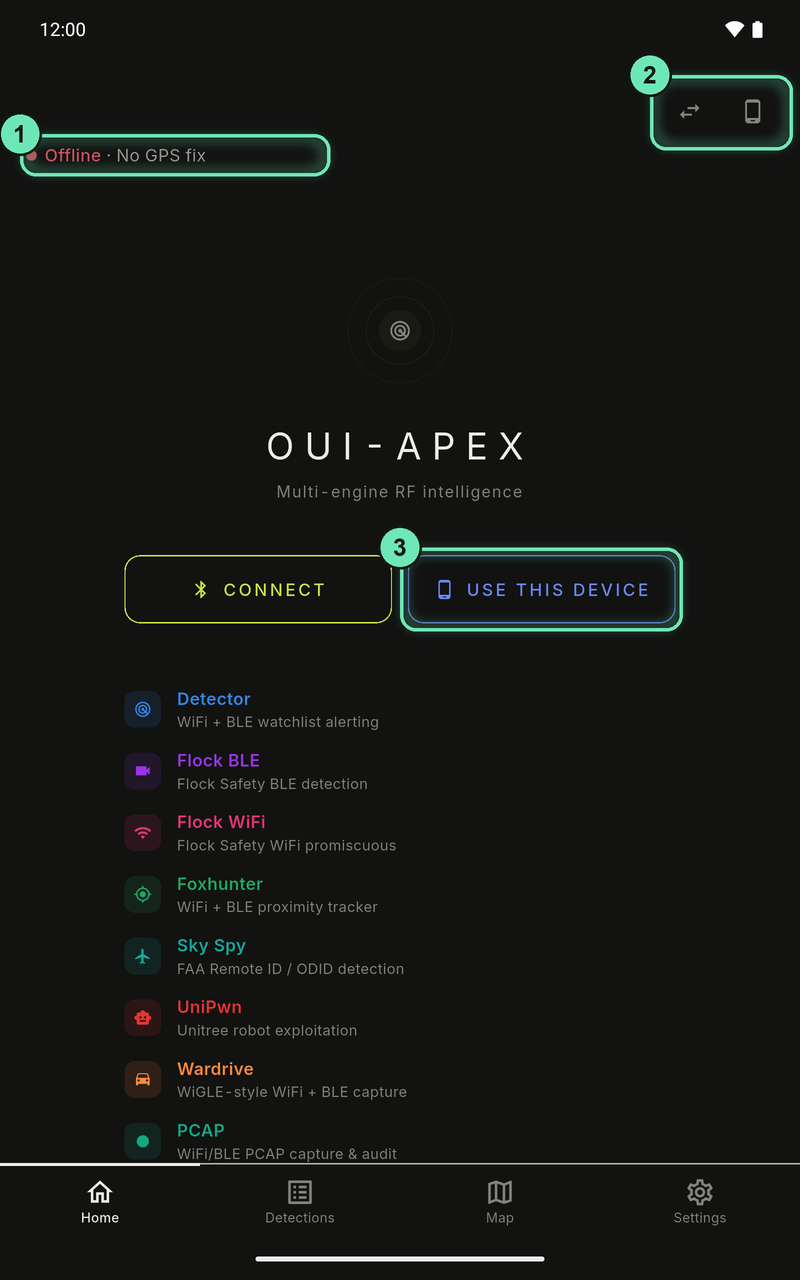 12:00
2
1
Offline · No GPS fix
OUI-APEX
Multi-engine RF intelligence
3
CONNECT
USE THIS DEVICE
Detector
WiFi + BLE watchlist alerting
Flock BLE
Flock Safety BLE detection
Flock WiFi
Flock Safety WiFi promiscuous
Foxhunter
WiFi + BLE proximity tracker
Sky Spy
FAA Remote ID / ODID detection
UniPwn
Unitree robot exploitation
Wardrive
WiGLE-style WiFi + BLE capture
PCAP
WiFi/BLE PCAP capture & audit
Home
Detections
Map
Settings